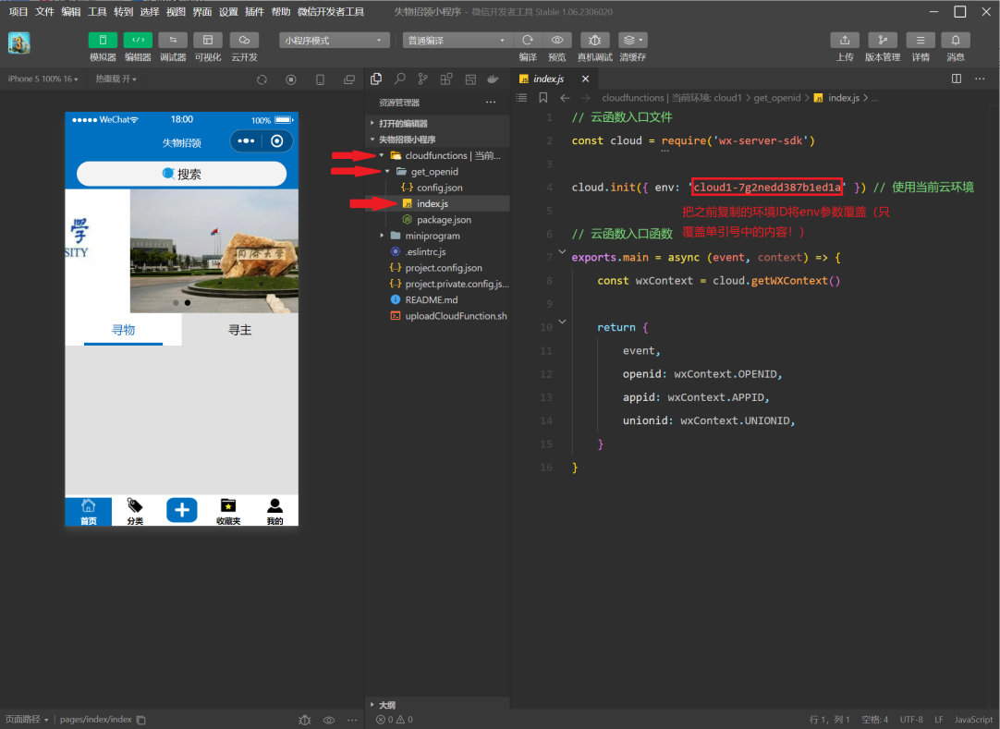 项目 文件 编辑 工具 转到 选择 视图 界面 设置 插件 帮助 微信开发者工具
失物招领小程序 - 微信开发者工具 Stable 1.06.2306020
小程序模式
普通编译
模拟器 编辑器 调试器 可视化 云开发
编译 预览 真机调试 清缓存
上传 版本管理 详情 消息
iPhone 5 100% 16
热重载 开
WeChat
18:00
100%
失物招领
搜索
学
SITY
同济大学
寻物
寻主
首页
分类
收藏夹
我的
页面路径
pages/index/index
资源管理器
打开的编辑器
失物招领小程序
cloudfunctions | 当前...
get_openid
config.json
index.js
package.json
miniprogram
.eslintrc.js
project.config.json
project.private.config.js...
README.md
uploadCloudFunction.sh
大纲
0 0
index.js
cloudfunctions | 当前环境: cloud1 > get_openid > index.js > ...
1 // 云函数入口文件
2 const cloud = require('wx-server-sdk')
3
4 cloud.init({ env: 'cloud1-7g2nedd387b1ed1a' }) // 使用当前云环境
把之前复制的环境ID将env参数覆盖（只
5
覆盖单引号中的内容！）
6 // 云函数入口函数
7 exports.main = async (event, context) => {
8 const wxContext = cloud.getWXContext()
9
10 return {
11 event,
12 openid: wxContext.OPENID,
13 appid: wxContext.APPID,
14 unionid: wxContext.UNIONID,
15 }
16 }
行 1, 列 1 空格: 4 UTF-8 LF JavaScript